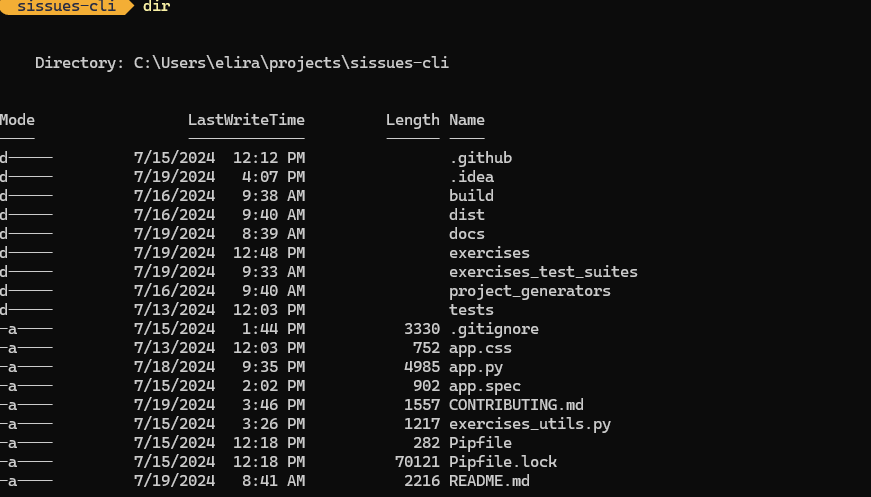 sissues-cli dir
Directory: C:\Users\elira\projects\sissues-cli
Mode LastWriteTime Length Name
---- ------------- ------ ----
d----- 7/15/2024 12:12 PM .github
d----- 7/19/2024 4:07 PM .idea
d----- 7/16/2024 9:38 AM build
d----- 7/16/2024 9:40 AM dist
d----- 7/19/2024 8:39 AM docs
d----- 7/19/2024 12:48 PM exercises
d----- 7/19/2024 9:33 AM exercises_test_suites
d----- 7/16/2024 9:40 AM project_generators
d----- 7/13/2024 12:03 PM tests
-a---- 7/15/2024 1:44 PM 3330 .gitignore
-a---- 7/13/2024 12:03 PM 752 app.css
-a---- 7/18/2024 9:35 PM 4985 app.py
-a---- 7/15/2024 2:02 PM 902 app.spec
-a---- 7/19/2024 3:46 PM 1557 CONTRIBUTING.md
-a---- 7/15/2024 3:26 PM 1217 exercises_utils.py
-a---- 7/15/2024 12:18 PM 282 Pipfile
-a---- 7/15/2024 12:18 PM 70121 Pipfile.lock
-a---- 7/19/2024 8:41 AM 2216 README.md